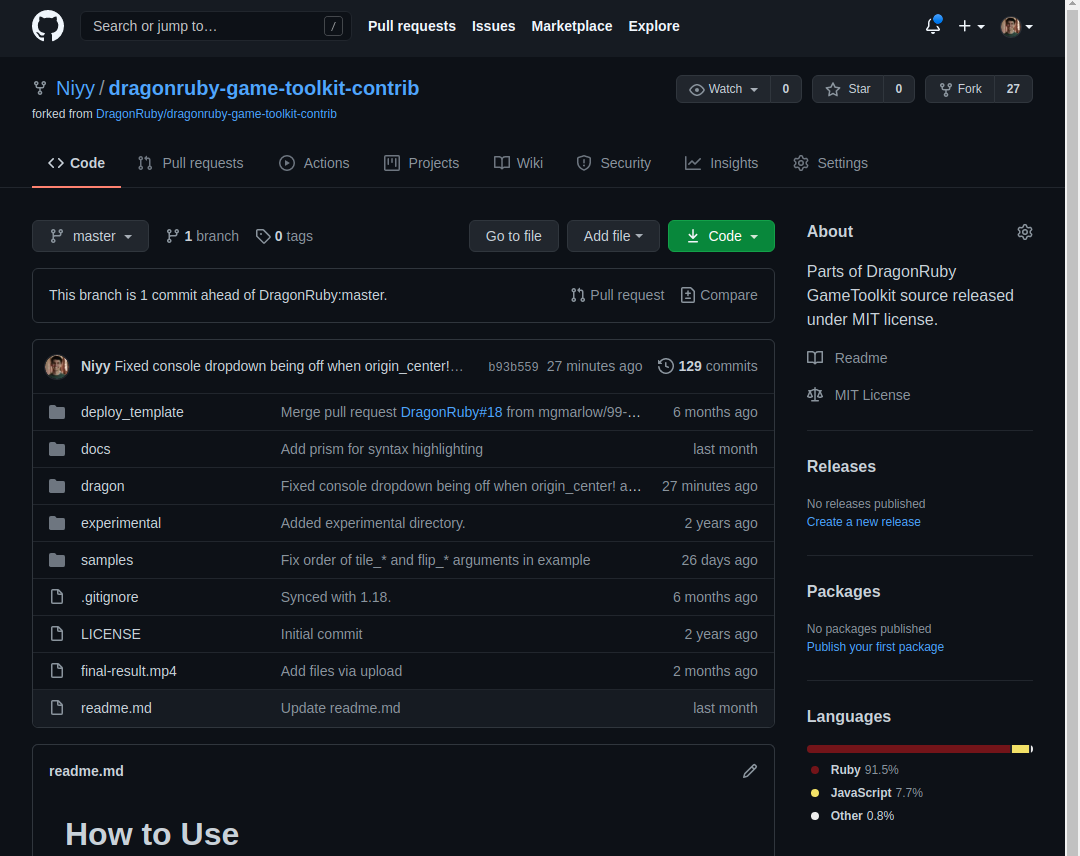 Search or jump to… / Pull requests Issues Marketplace Explore
Niyy / dragonruby-game-toolkit-contrib Watch 0 Star 0 Fork 27
forked from DragonRuby/dragonruby-game-toolkit-contrib
Code Pull requests Actions Projects Wiki Security Insights Settings
master 1 branch 0 tags Go to file Add file Code
This branch is 1 commit ahead of DragonRuby:master. Pull request Compare
Niyy Fixed console dropdown being off when origin_center!… b93b559 27 minutes ago 129 commits
deploy_template Merge pull request DragonRuby#18 from mgmarlow/99-… 6 months ago
docs Add prism for syntax highlighting last month
dragon Fixed console dropdown being off when origin_center! a… 27 minutes ago
experimental Added experimental directory. 2 years ago
samples Fix order of tile_* and flip_* arguments in example 26 days ago
.gitignore Synced with 1.18. 6 months ago
LICENSE Initial commit 2 years ago
final-result.mp4 Add files via upload 2 months ago
readme.md Update readme.md last month
readme.md
How to Use
About
Parts of DragonRuby
GameToolkit source released
under MIT license.
Readme
MIT License
Releases
No releases published
Create a new release
Packages
No packages published
Publish your first package
Languages
Ruby 91.5%
JavaScript 7.7%
Other 0.8%